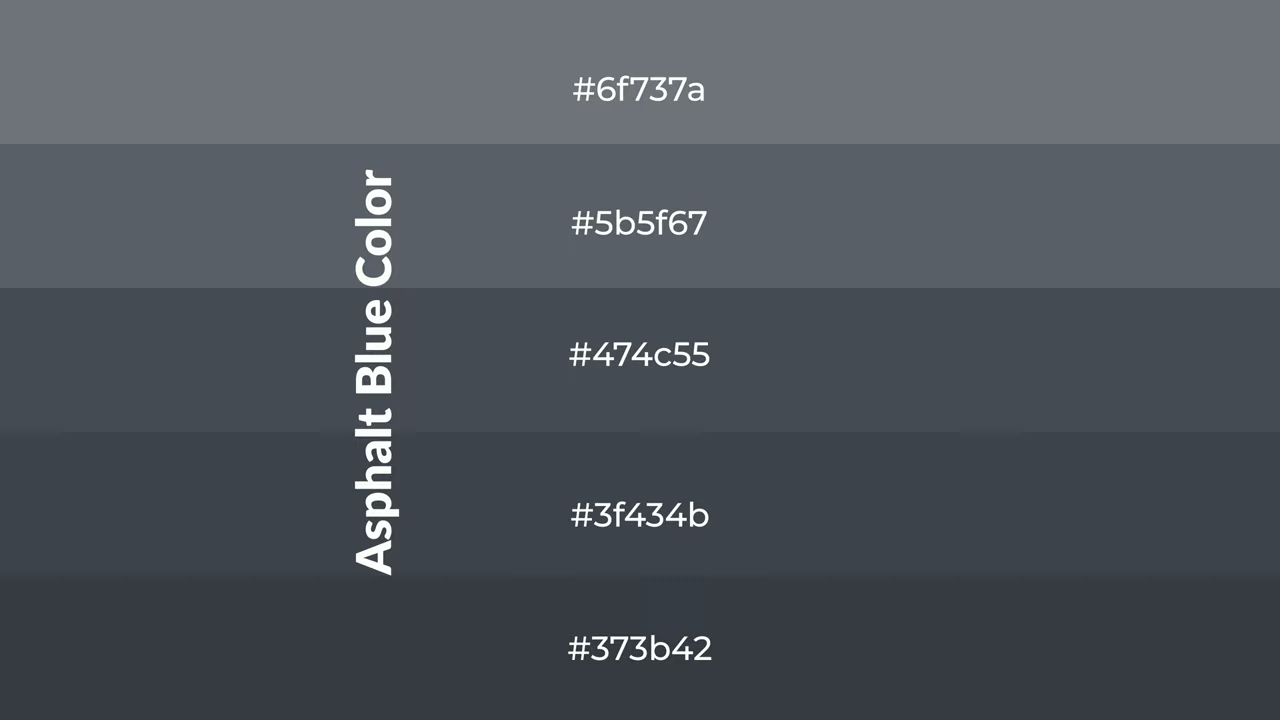 Asphalt Blue Color
#6f737a
#5b5f67
#474c55
#3f434b
#373b42